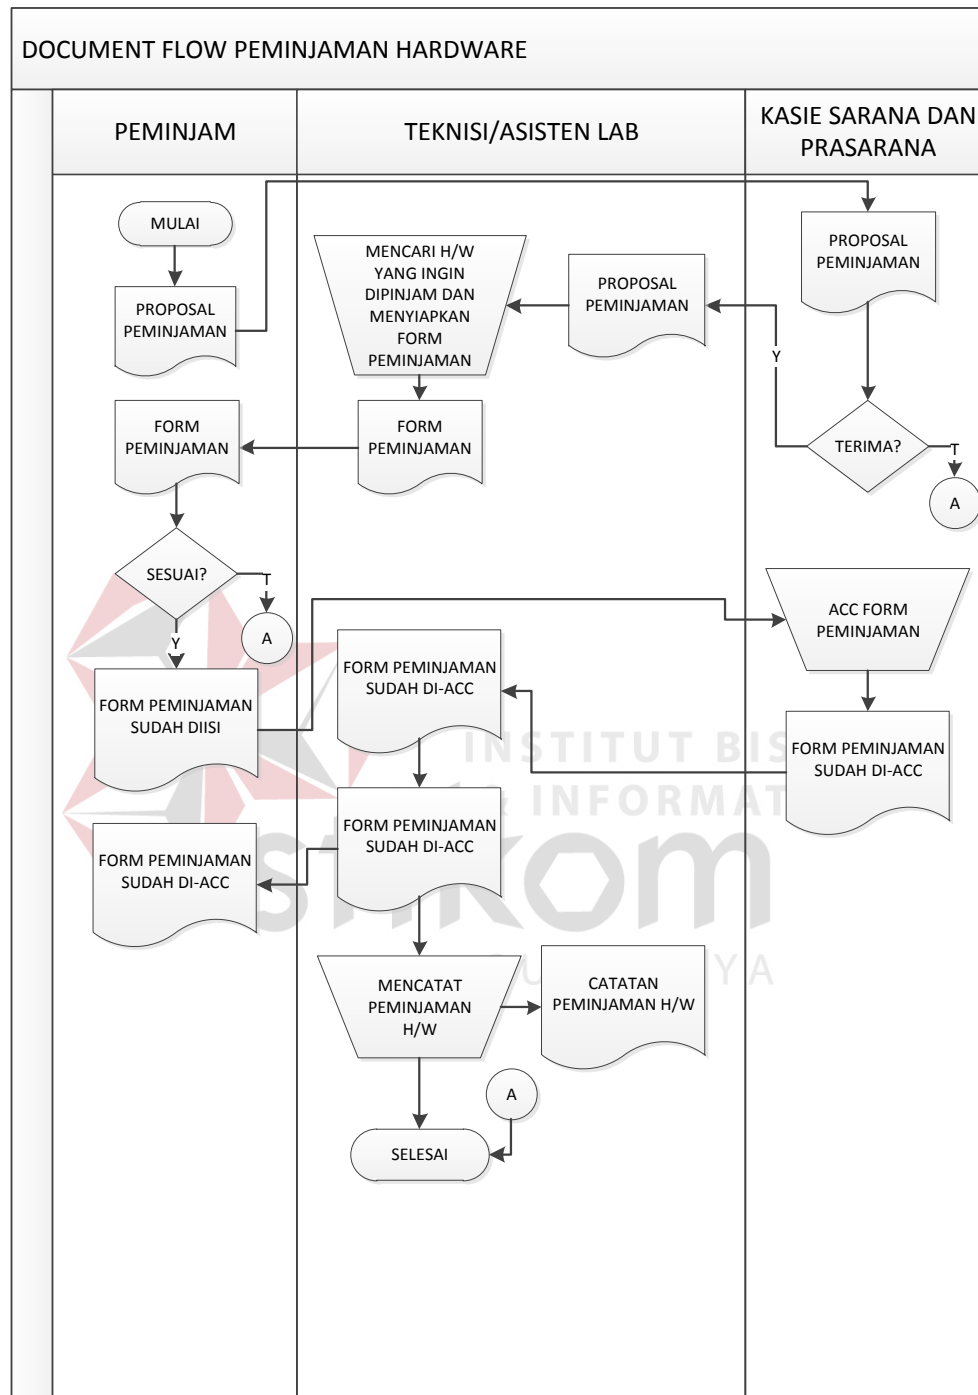 DOCUMENT FLOW PEMINJAMAN HARDWARE
PEMINJAM
TEKNISI/ASISTEN LAB
KASIE SARANA DAN
PRASARANA
MULAI
PROPOSAL
PEMINJAMAN
MENCARI H/W
YANG INGIN
DIPINJAM DAN
MENYIAPKAN
FORM
PEMINJAMAN
PROPOSAL
PEMINJAMAN
PROPOSAL
PEMINJAMAN
Y
FORM
PEMINJAMAN
FORM
PEMINJAMAN
TERIMA?
T
A
SESUAI?
T
A
Y
ACC FORM
PEMINJAMAN
FORM PEMINJAMAN
SUDAH DIISI
FORM PEMINJAMAN
SUDAH DI-ACC
FORM PEMINJAMAN
SUDAH DI-ACC
INSTITUT BIS
& INFORMAT
stikom
FORM PEMINJAMAN
SUDAH DI-ACC
FORM PEMINJAMAN
SUDAH DI-ACC
MENCATAT
PEMINJAMAN
H/W
CATATAN
PEMINJAMAN H/W
A
SELESAI